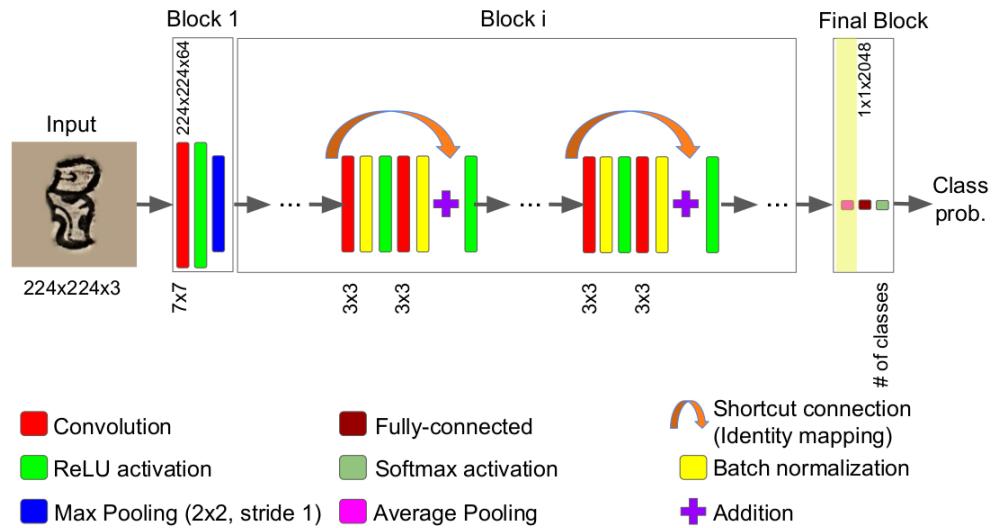 Block 1
Block i
Final Block
Input
224x224x64
1x1x2048
...
...
...
Class
prob.
224x224x3
7x7
3x3
3x3
3x3
3x3
# of classes
Convolution
Fully-connected
Shortcut connection
(Identity mapping)
ReLU activation
Softmax activation
Batch normalization
Max Pooling (2x2, stride 1)
Average Pooling
Addition